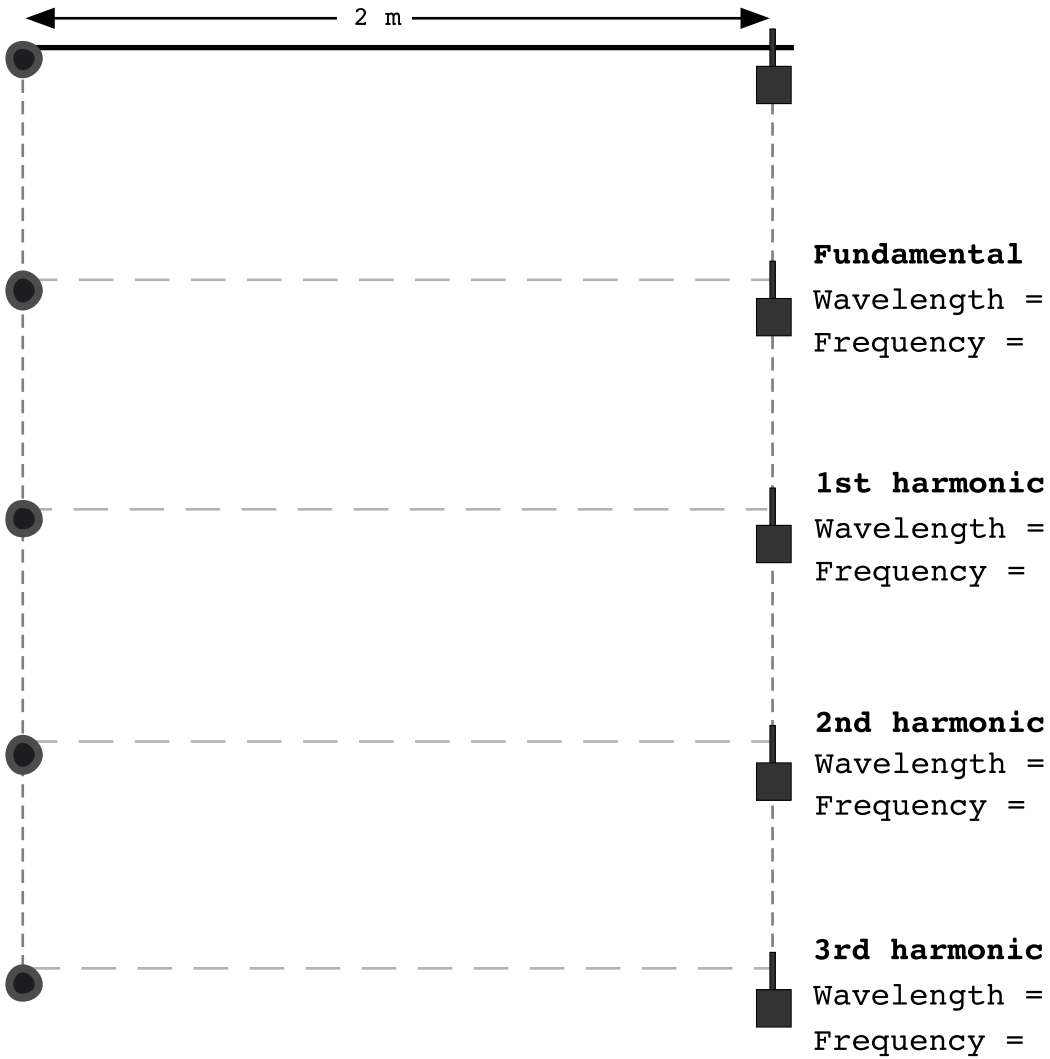 2 m
Fundamental
Wavelength =
Frequency =
1st harmonic
Wavelength =
Frequency =
2nd harmonic
Wavelength =
Frequency =
3rd harmonic
Wavelength =
Frequency =